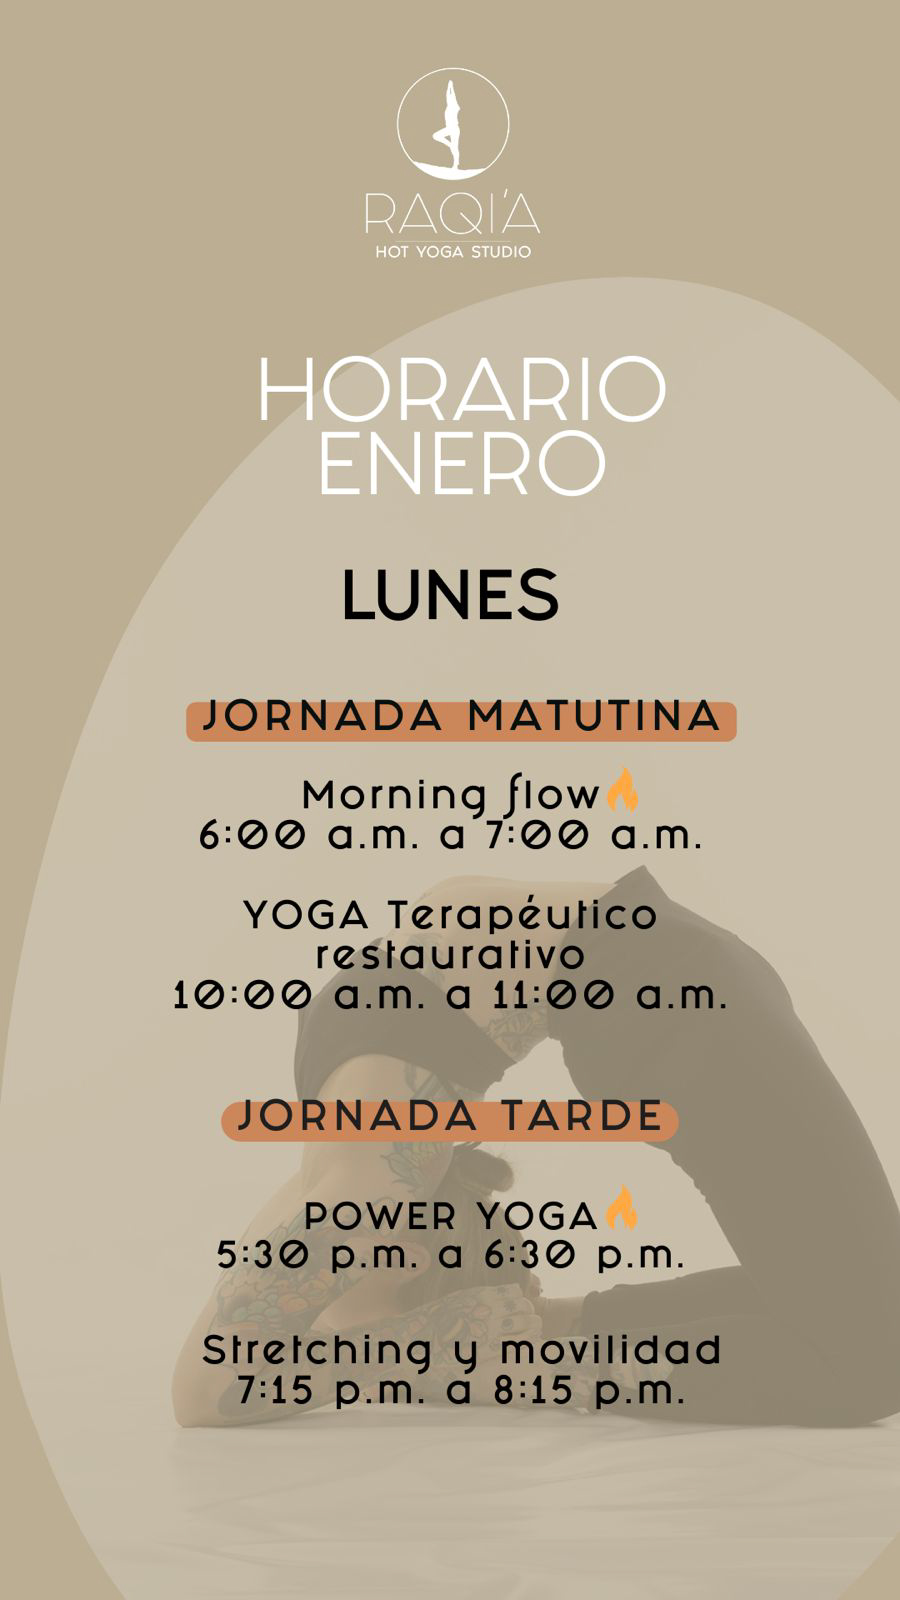 RAQI'A
HOT YOGA STUDIO
HORARIO
ENERO
LUNES
JORNADA MATUTINA
Morning flow🔥
6:00 a.m. a 7:00 a.m.
YOGA Terapéutico
restaurativo
10:00 a.m. a 11:00 a.m.
JORNADA TARDE
POWER YOGA🔥
5:30 p.m. a 6:30 p.m.
Stretching y movilidad
7:15 p.m. a 8:15 p.m.